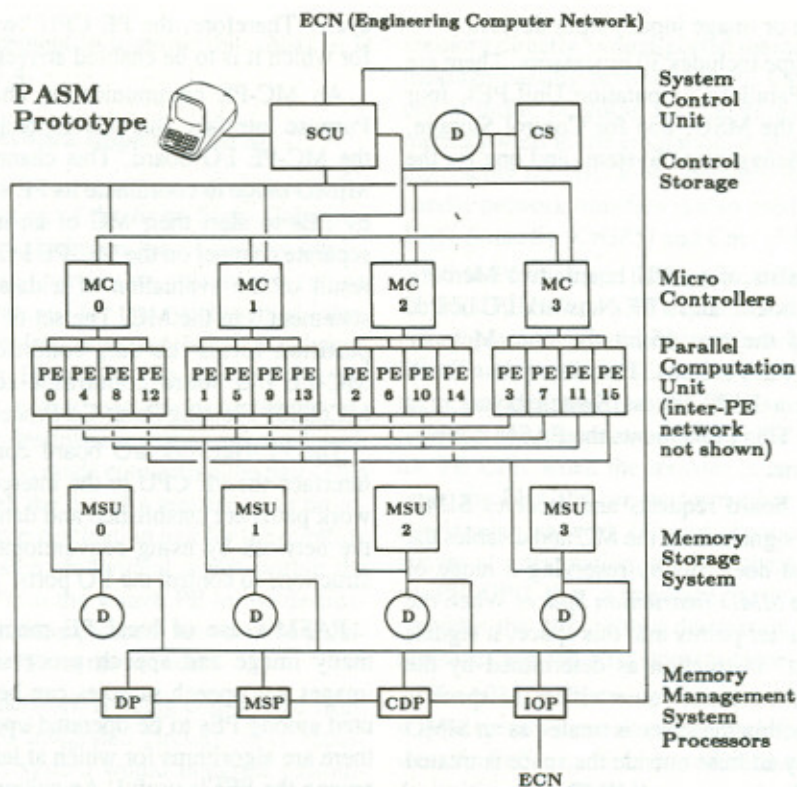 ECN (Engineering Computer Network)
PASM
Prototype
SCU
D
CS
System
Control
Unit
Control
Storage
MC
0
MC
1
MC
2
MC
3
Micro
Controllers
PE PE PE PE
0 4 8 12
PE PE PE PE
1 5 9 13
PE PE PE PE
2 6 10 14
PE PE PE PE
3 7 11 15
Parallel
Computation
Unit
(inter-PE
network
not shown)
MSU
0
MSU
1
MSU
2
MSU
3
Memory
Storage
System
D
D
D
D
DP
MSP
CDP
IOP
Memory
Management
System
Processors
ECN